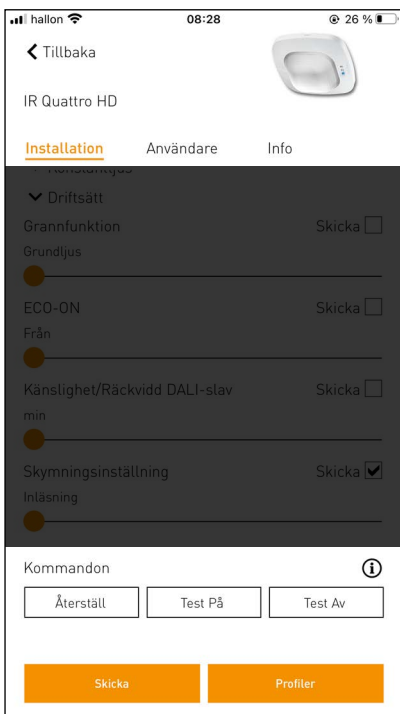 hallon 08:28 26 %
Tillbaka
IR Quattro HD
Installation Användare Info
Konstantljus
Driftsätt
Grannfunktion Skicka
Grundljus
ECO-ON Skicka
Från
Känslighet/Räckvidd DALI-slav Skicka
min
Skymningsinställning Skicka
Inläsning
Kommandon
Återställ Test På Test Av
Skicka Profiler